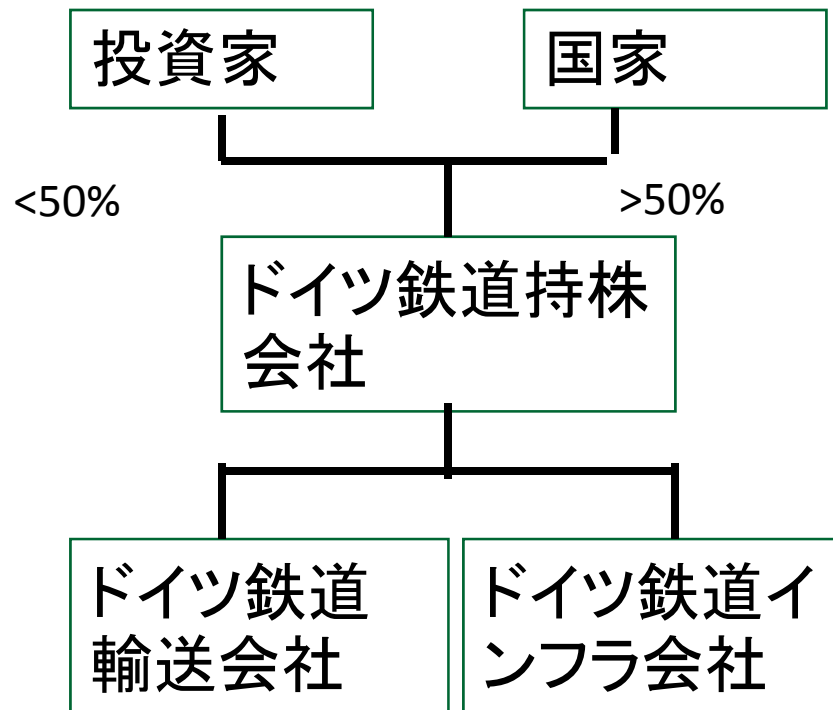 投資家
国家
<50%
>50%
ドイツ鉄道持株
会社
ドイツ鉄道
輸送会社
ドイツ鉄道イ
ンフラ会社